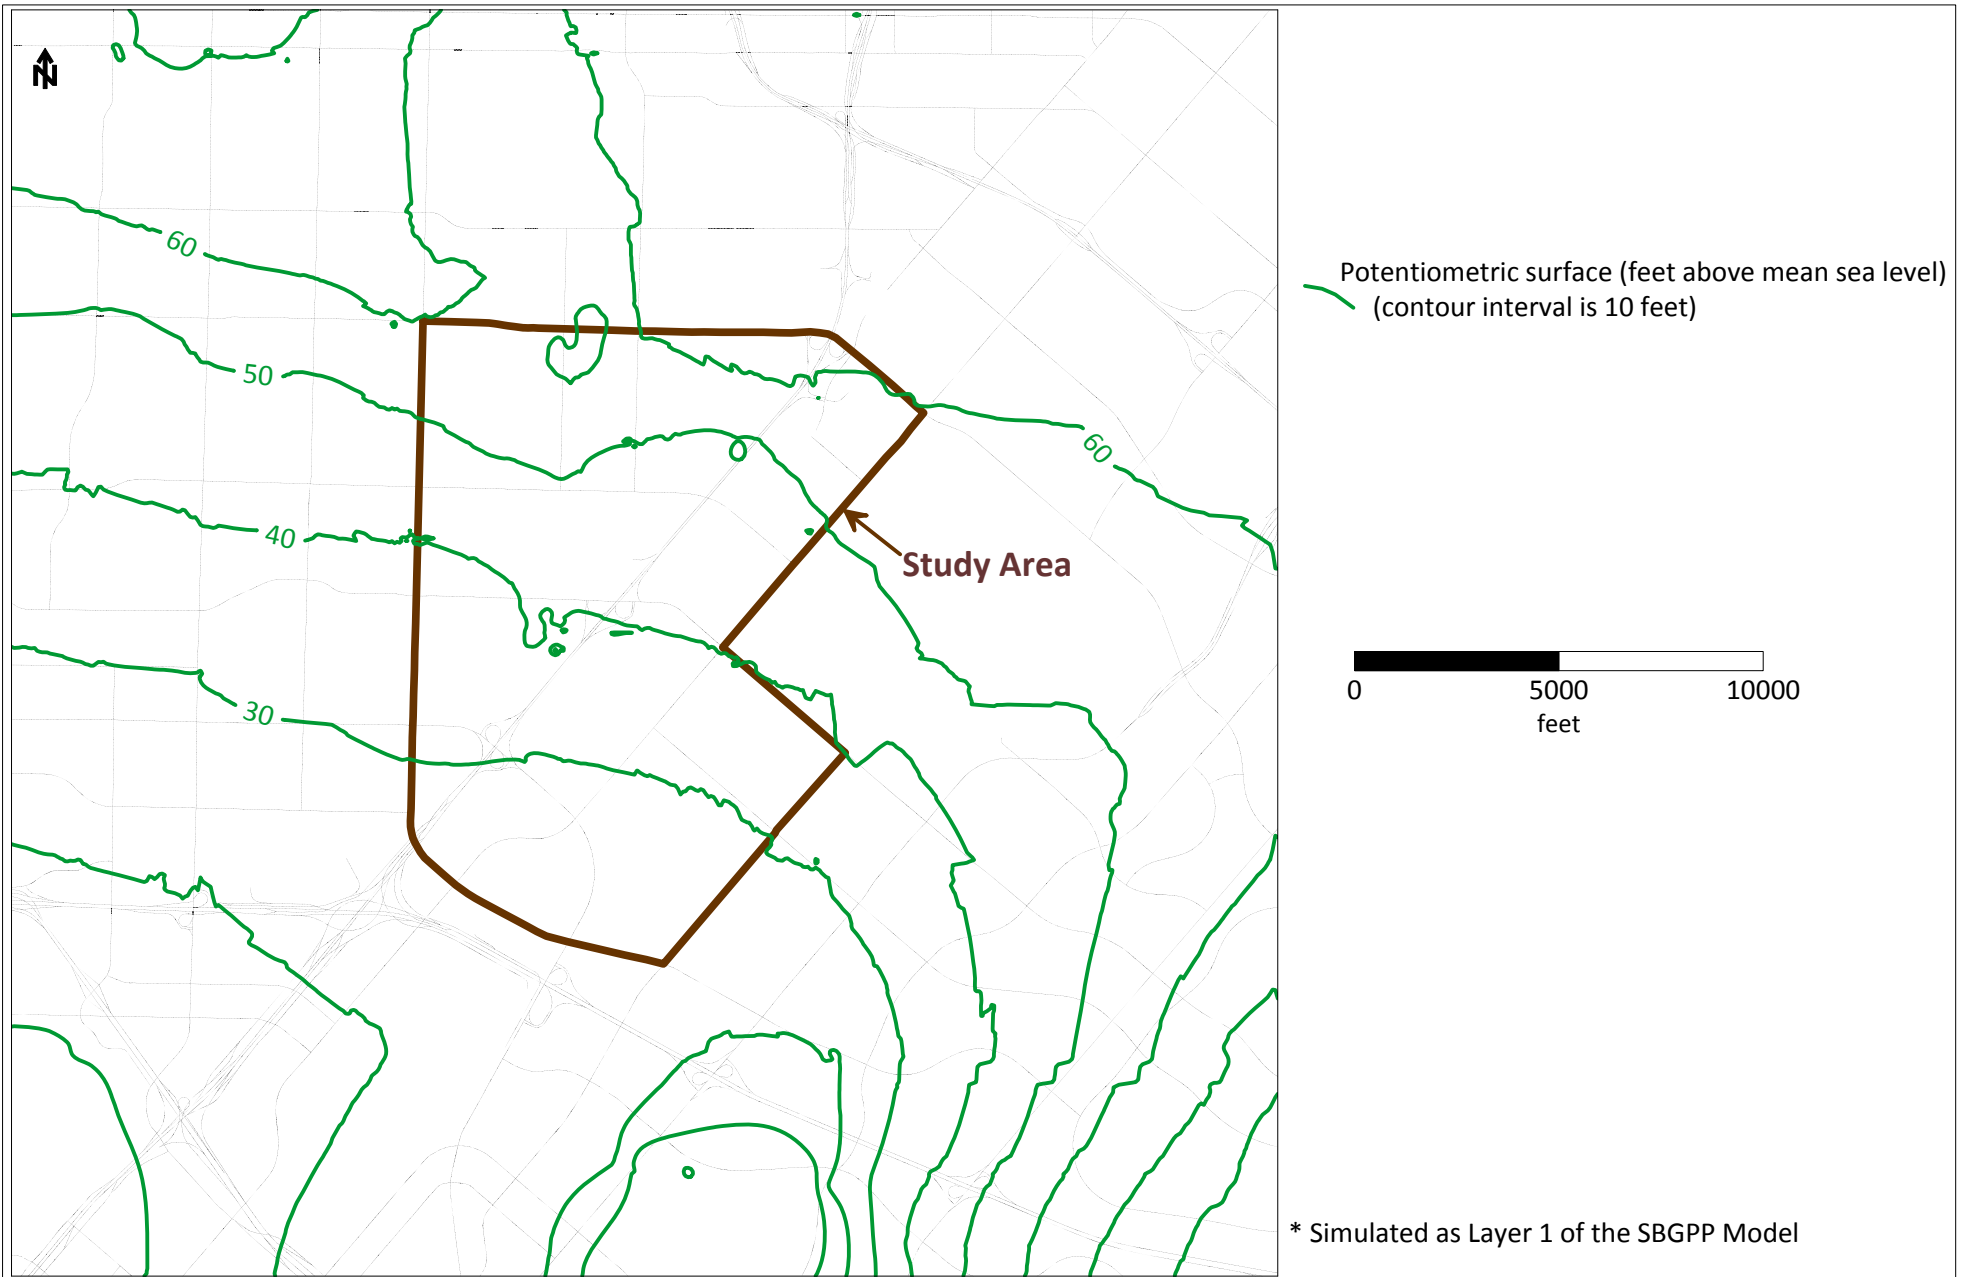 N
60
Potentiometric surface (feet above mean sea level)
(contour interval is 10 feet)
50
60
40
Study Area
0 5000 10000
feet
30
* Simulated as Layer 1 of the SBGPP Model